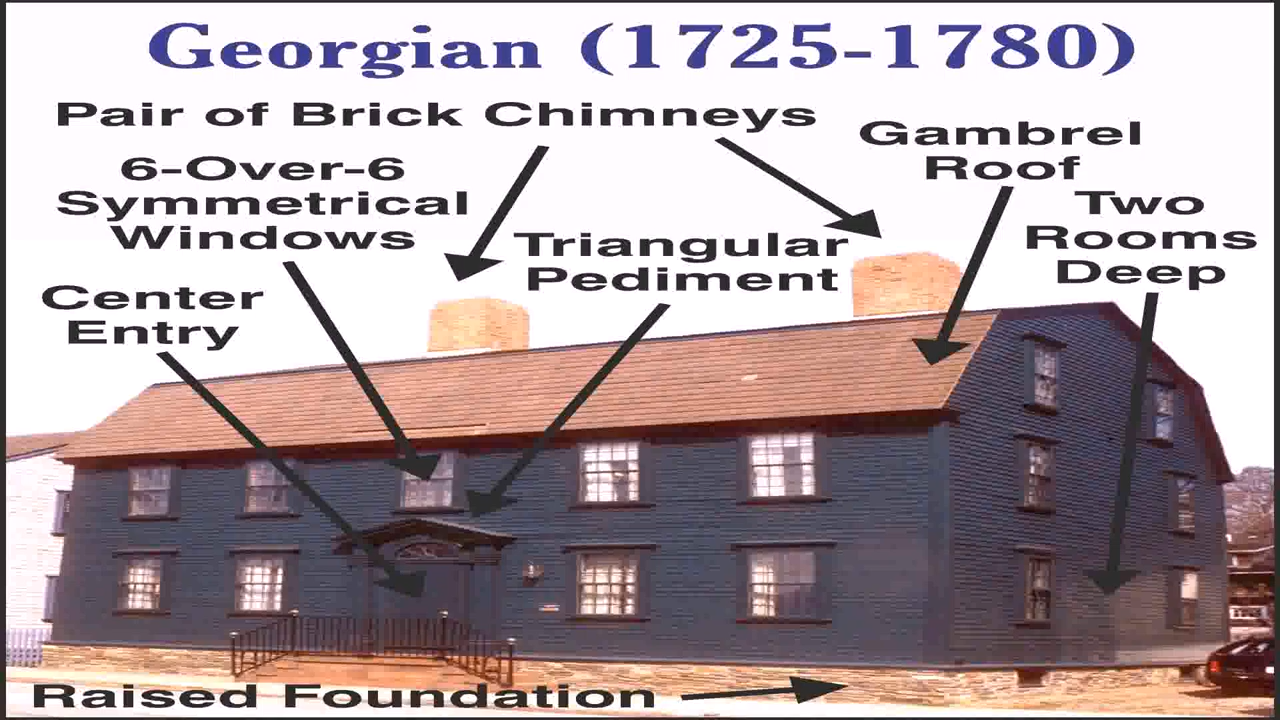 Georgian (1725-1780)
Pair of Brick Chimneys
Gambrel
Roof
6-Over-6
Symmetrical
Windows
Two
Rooms
Deep
Triangular
Pediment
Center
Entry
Raised Foundation